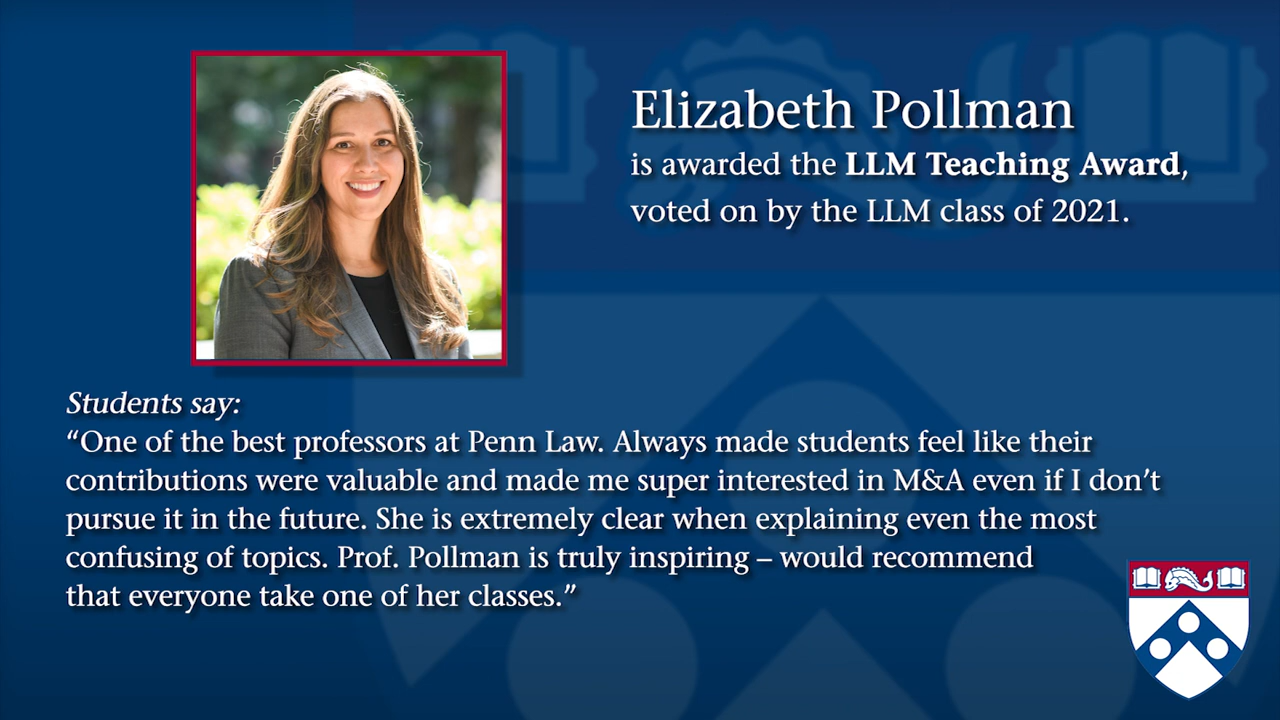 Elizabeth Pollman
is awarded the LLM Teaching Award,
voted on by the LLM class of 2021.
Students say:
“One of the best professors at Penn Law. Always made students feel like their
contributions were valuable and made me super interested in M&A even if I don’t
pursue it in the future. She is extremely clear when explaining even the most
confusing of topics. Prof. Pollman is truly inspiring – would recommend
that everyone take one of her classes.”